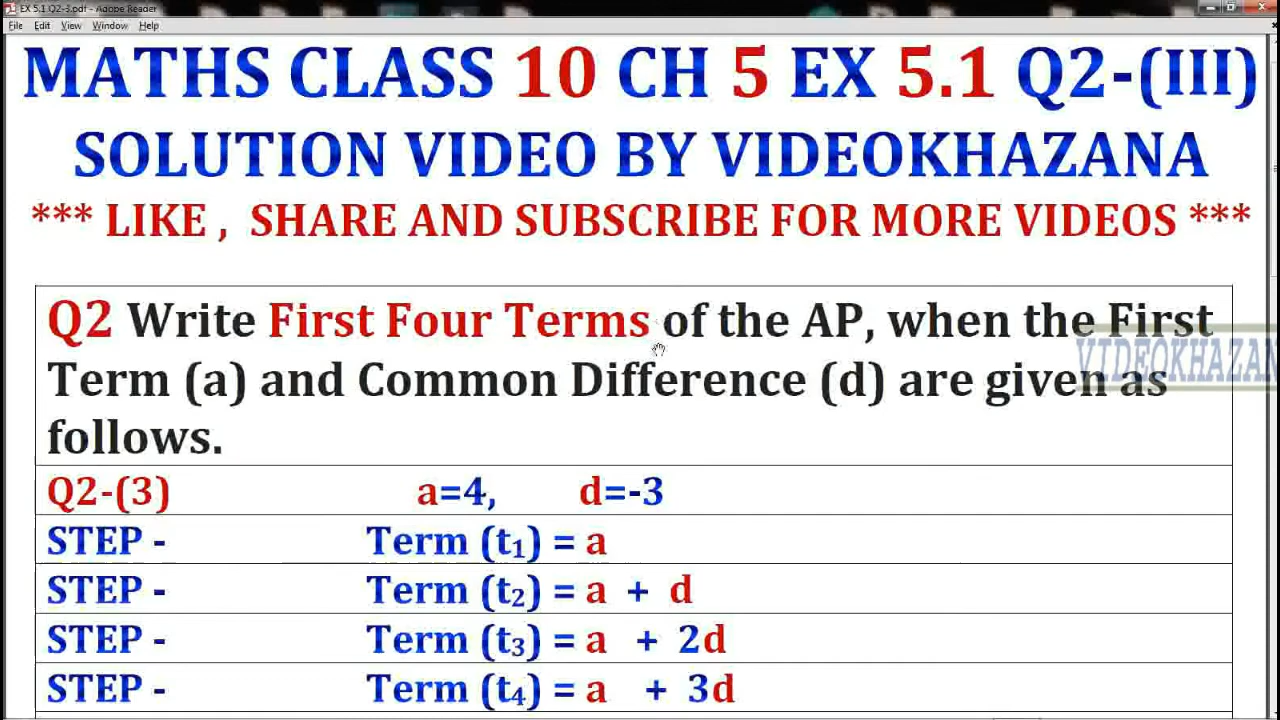 EX 5.1 Q2-3.pdf - Adobe Reader
File Edit View Window Help
MATHS CLASS 10 CH 5 EX 5.1 Q2-(III)
SOLUTION VIDEO BY VIDEOKHAZANA
*** LIKE , SHARE AND SUBSCRIBE FOR MORE VIDEOS ***
Q2 Write First Four Terms of the AP, when the First
Term (a) and Common Difference (d) are given as
follows.
VIDEOKHAZAN
Q2-(3) a=4, d=-3
STEP - Term (t₁) = a
STEP - Term (t₂) = a + d
STEP - Term (t₃) = a + 2d
STEP - Term (t₄) = a + 3d